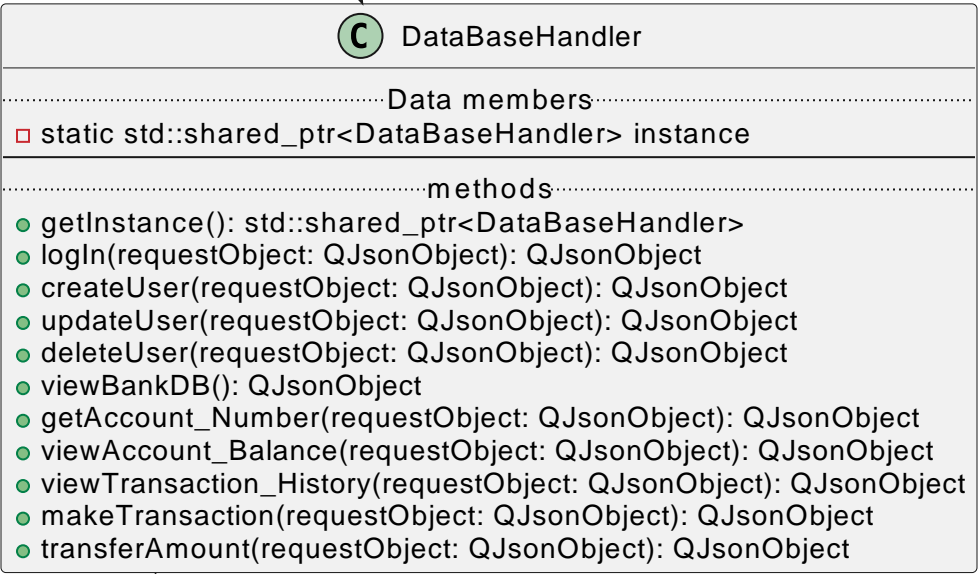 C DataBaseHandler
Data members
static std::shared_ptr<DataBaseHandler> instance
methods
getInstance(): std::shared_ptr<DataBaseHandler>
logIn(requestObject: QJsonObject): QJsonObject
createUser(requestObject: QJsonObject): QJsonObject
updateUser(requestObject: QJsonObject): QJsonObject
deleteUser(requestObject: QJsonObject): QJsonObject
viewBankDB(): QJsonObject
getAccount_Number(requestObject: QJsonObject): QJsonObject
viewAccount_Balance(requestObject: QJsonObject): QJsonObject
viewTransaction_History(requestObject: QJsonObject): QJsonObject
makeTransaction(requestObject: QJsonObject): QJsonObject
transferAmount(requestObject: QJsonObject): QJsonObject